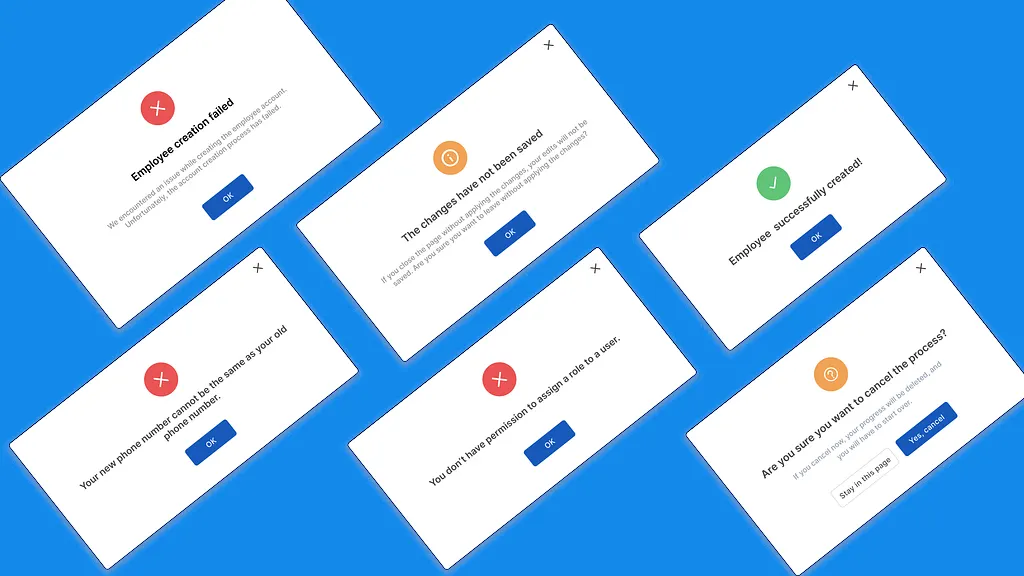 Employee creation failed
We encountered an issue while creating the employee account.
Unfortunately, the account creation process has failed.
OK
The changes have not been saved
If you close the page without applying the changes, your edits will not be
saved. Are you sure you want to leave without applying the changes?
OK
Employee successfully created!
OK
Your new phone number cannot be the same as your old
phone number.
OK
You don't have permission to assign a role to a user.
OK
Are you sure you want to cancel the process?
If you cancel now, your progress will be deleted, and
you will have to start over.
Stay in this page
Yes, cancel